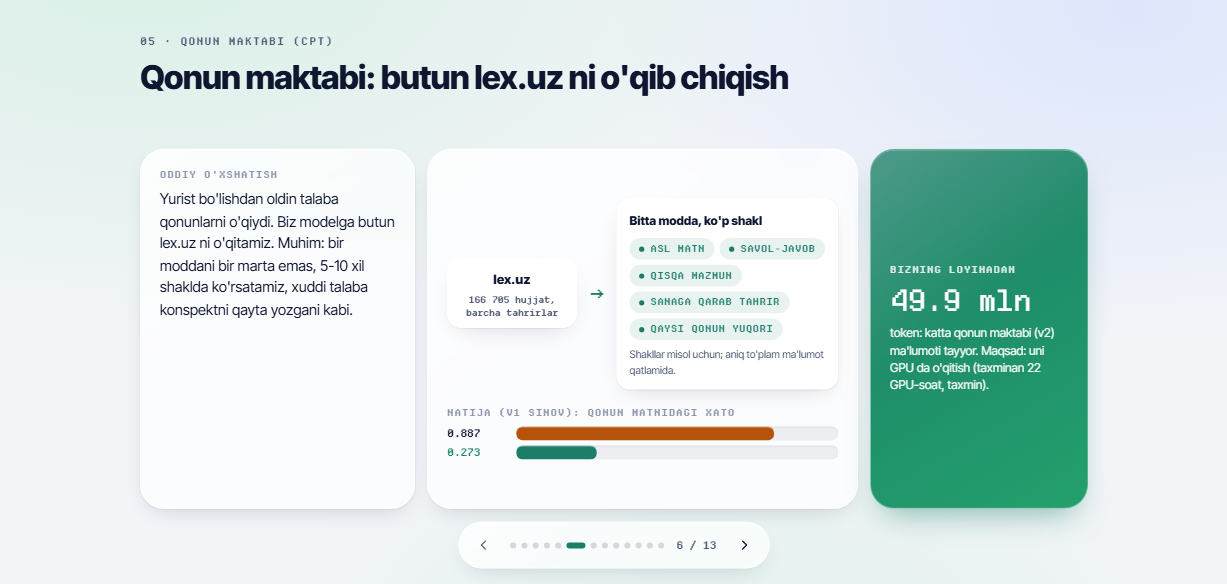 05 · QONUN MAKTABI (CPT)
Qonun maktabi: butun lex.uz ni o'qib chiqish
ODDIY O'XSHATISH
Yurist bo'lishdan oldin talaba
qonunlarni o'qiydi. Biz modelga butun
lex.uz ni o'qitamiz. Muhim: bir
moddani bir marta emas, 5-10 xil
shaklda ko'rsatamiz, xuddi talaba
konspektni qayta yozgani kabi.
lex.uz
166 705 hujjat,
barcha tahrirlar
→
Bitta modda, ko'p shakl
ASL MATN
SAVOL-JAVOB
QISQA MAZMUN
SANAGA QARAB TAHRIR
QAYSI QONUN YUQORI
Shakllar misol uchun; aniq to'plam ma'lumot
qatlamida.
NATIJA (V1 SINOV): QONUN MATNIDAGI XATO
0.887
0.273
BIZNING LOYIHADAN
49.9 mln
token: katta qonun maktabi (v2)
ma'lumoti tayyor. Maqsad: uni
GPU da o'qitish (taxminan 22
GPU-soat, taxmin).
6 / 13